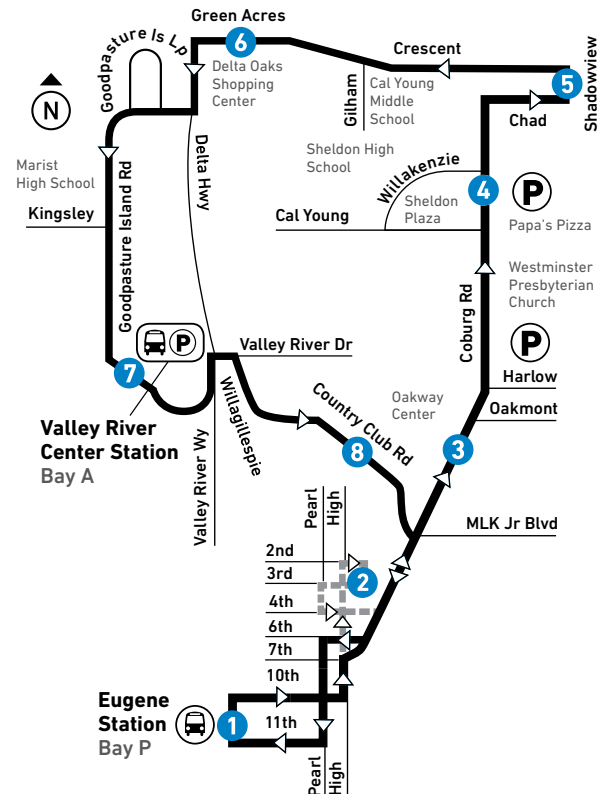 Green Acres
6
Goodpasture Is Lp
Delta Oaks
Shopping
Center
Crescent
5
Shadowview
N
Gilham
Cal Young
Middle
School
Chad
Sheldon High
School
Marist
High School
Delta Hwy
Willakenzie
4
P
Kingsley
Goodpasture Island Rd
Sheldon
Plaza
Cal Young
Papa's Pizza
Westminster
Presbyterian
Church
Coburg Rd
P
P
Valley River Dr
7
Harlow
Willagillespie
Country Club Rd
Oakway
Center
Oakmont
Valley River
Center Station
Bay A
3
8
Valley River Wy
Pearl
High
MLK Jr Blvd
2nd
3rd
2
4th
6th
7th
10th
Eugene
Station
Bay P
1
11th
Pearl
High